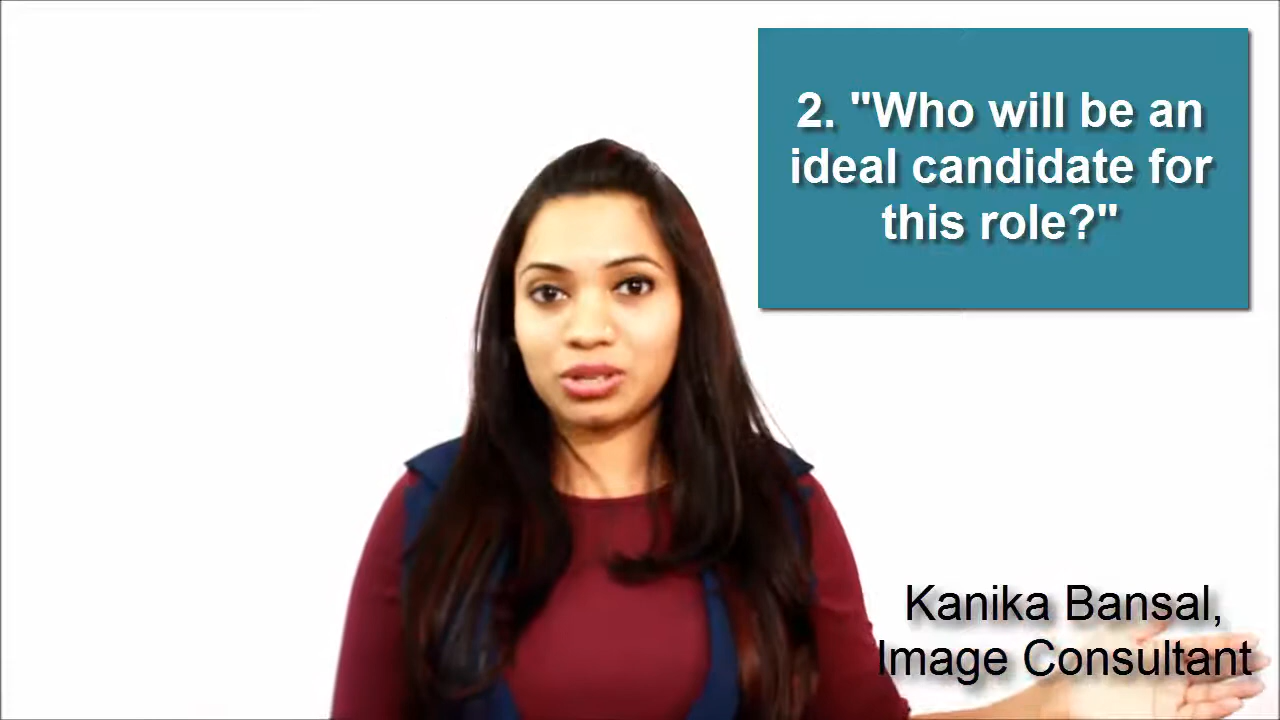 2. "Who will be an
ideal candidate for
this role?"
Kanika Bansal,
Image Consultant